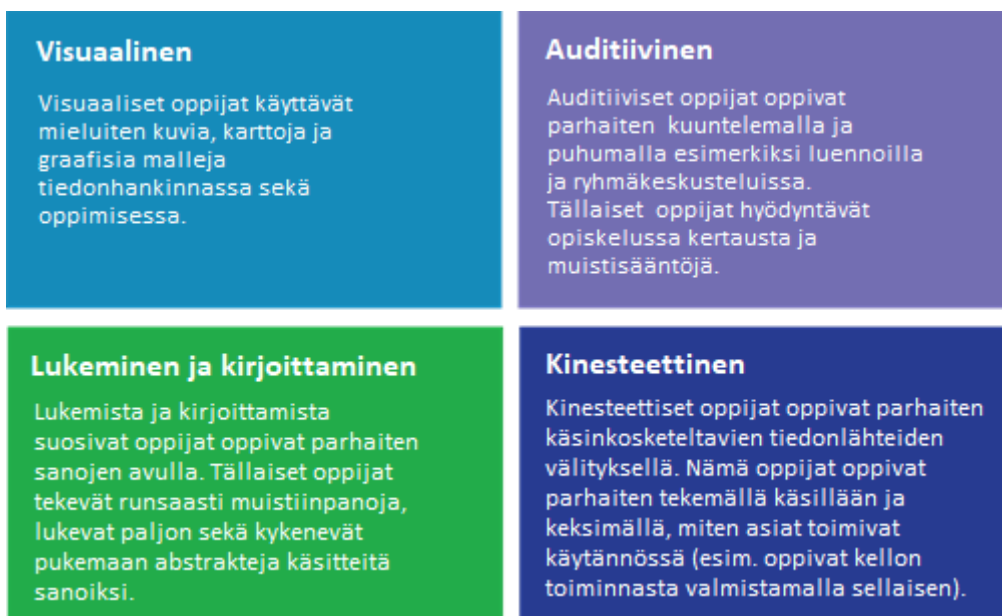 Visuaalinen
Visuaaliset oppijat käyttävät
mieluiten kuvia, karttoja ja
graafisia malleja
tiedonhankinnassa sekä
oppimisessa.
Auditiivinen
Auditiiviset oppijat oppivat
parhaiten kuuntelemalla ja
puhumalla esimerkiksi luennoilla
ja ryhmäkeskusteluissa.
Tällaiset oppijat hyödyntävät
opiskelussa kertausta ja
muistisääntöjä.
Lukeminen ja kirjoittaminen
Lukemista ja kirjoittamista
suosivat oppijat oppivat parhaiten
sanojen avulla. Tällaiset oppijat
tekevät runsaasti muistiinpanoja,
lukevat paljon sekä kykenevät
pukemaan abstrakteja käsitteitä
sanoiksi.
Kinesteettinen
Kinesteettiset oppijat oppivat parhaiten
käsinkosketeltavien tiedonlähteiden
välityksellä. Nämä oppijat oppivat
parhaiten tekemällä käsillään ja
keksimällä, miten asiat toimivat
käytännössä (esim. oppivat kellon
toiminnasta valmistamalla sellaisen).